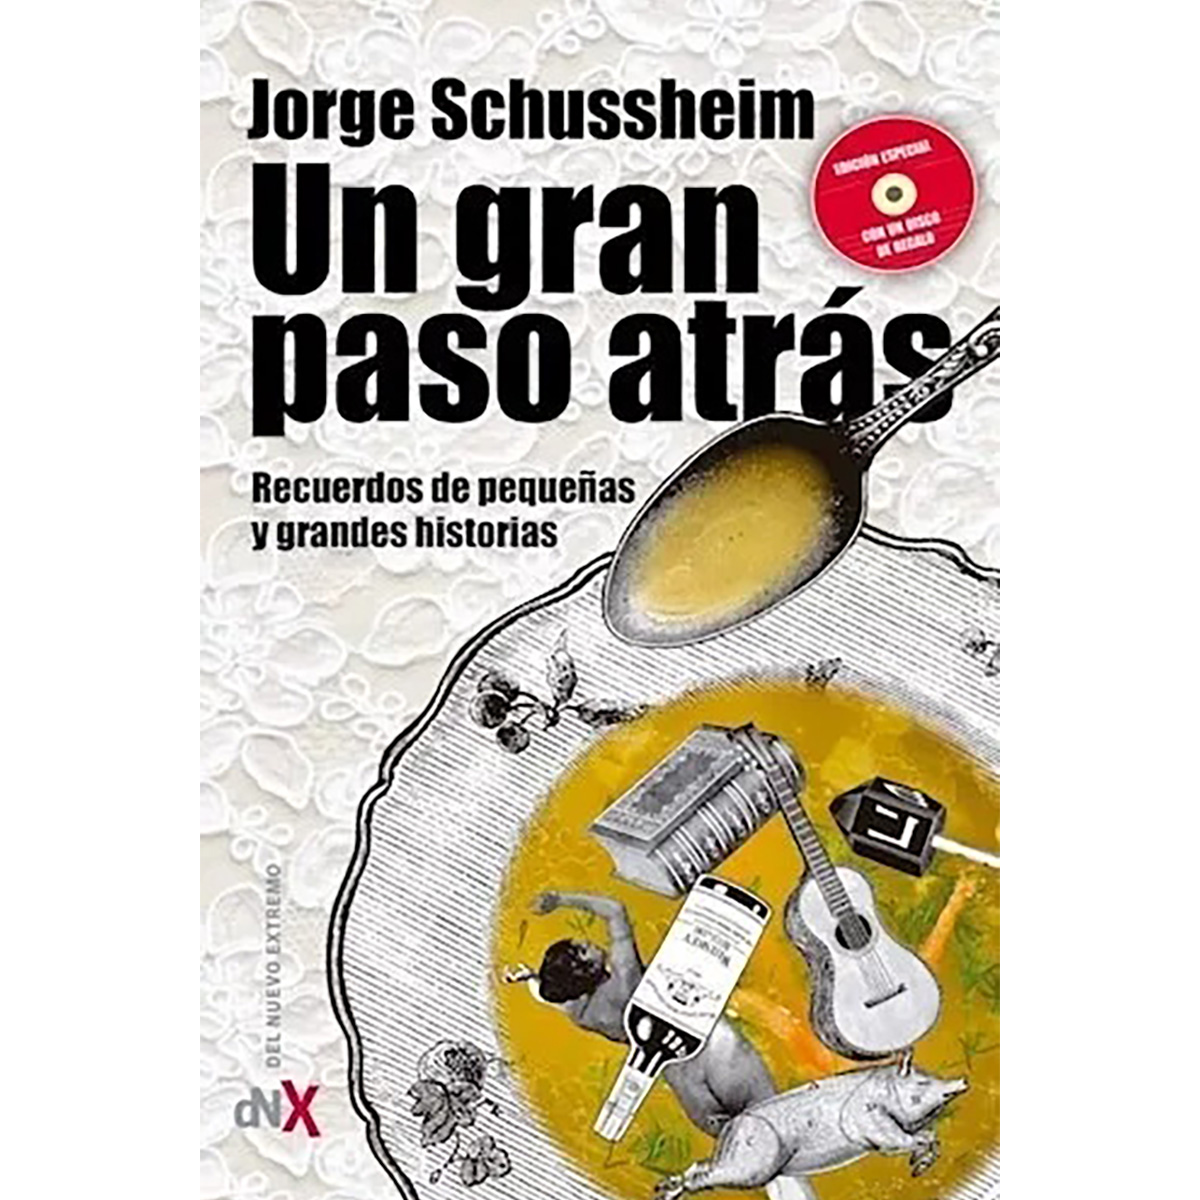 Jorge Schussheim
Un gran
paso atrás
EDICIÓN ESPECIAL
CON UN DISCO
DE REGALO
Recuerdos de pequeñas
y grandes historias
DEL NUEVO EXTREMO
dNX